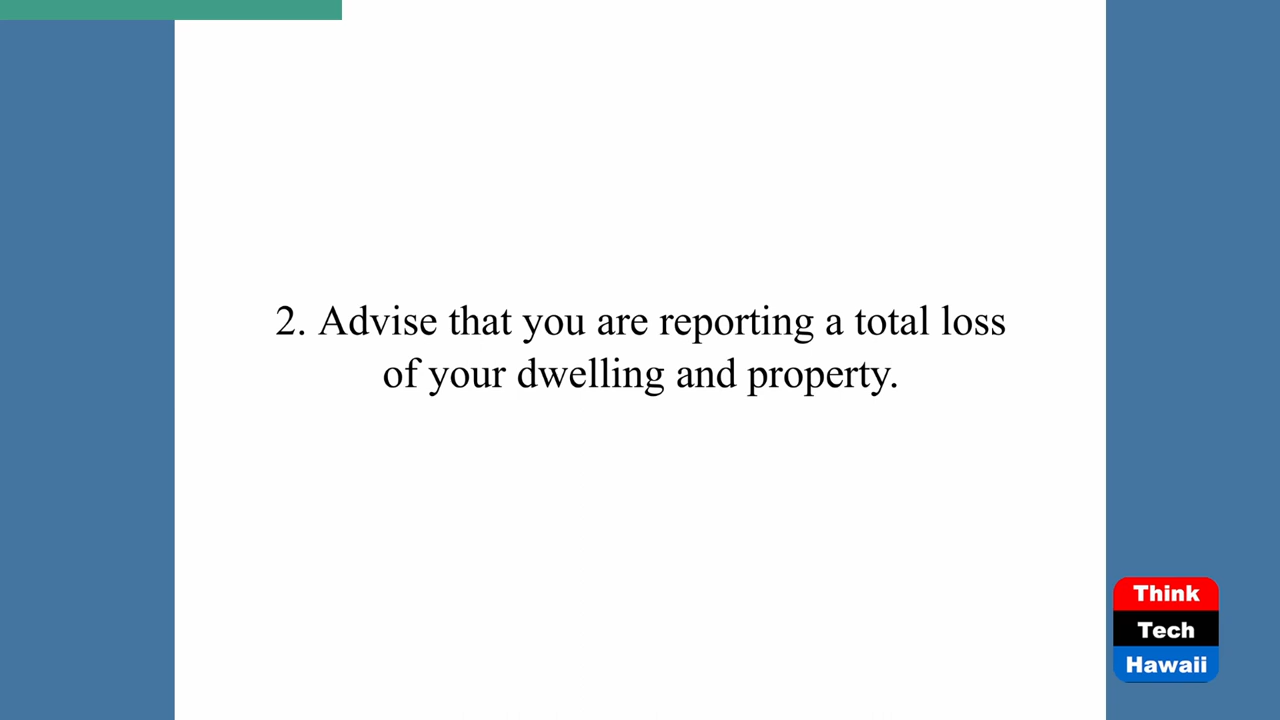 2. Advise that you are reporting a total loss
of your dwelling and property.
Think
Tech
Hawaii